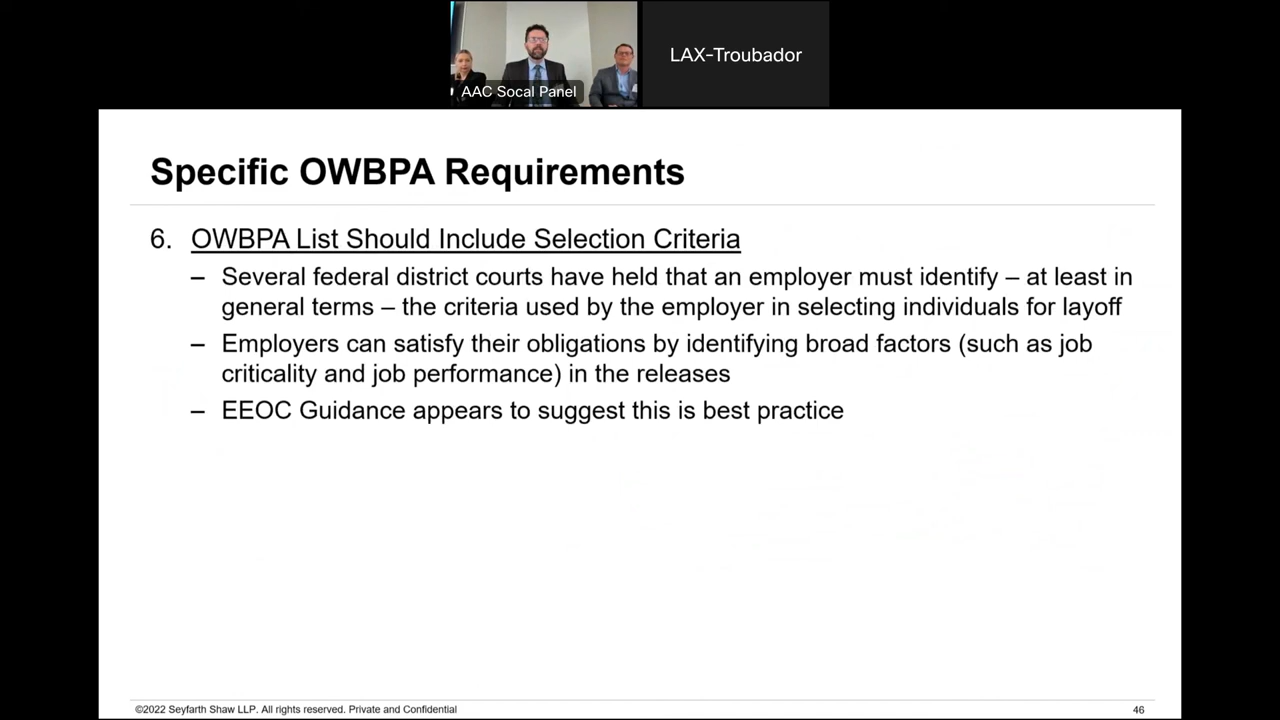 AAC Socal Panel
LAX-Troubador
Specific OWBPA Requirements
6. OWBPA List Should Include Selection Criteria
– Several federal district courts have held that an employer must identify – at least in
general terms – the criteria used by the employer in selecting individuals for layoff
– Employers can satisfy their obligations by identifying broad factors (such as job
criticality and job performance) in the releases
– EEOC Guidance appears to suggest this is best practice
©2022 Seyfarth Shaw LLP. All rights reserved. Private and Confidential
46